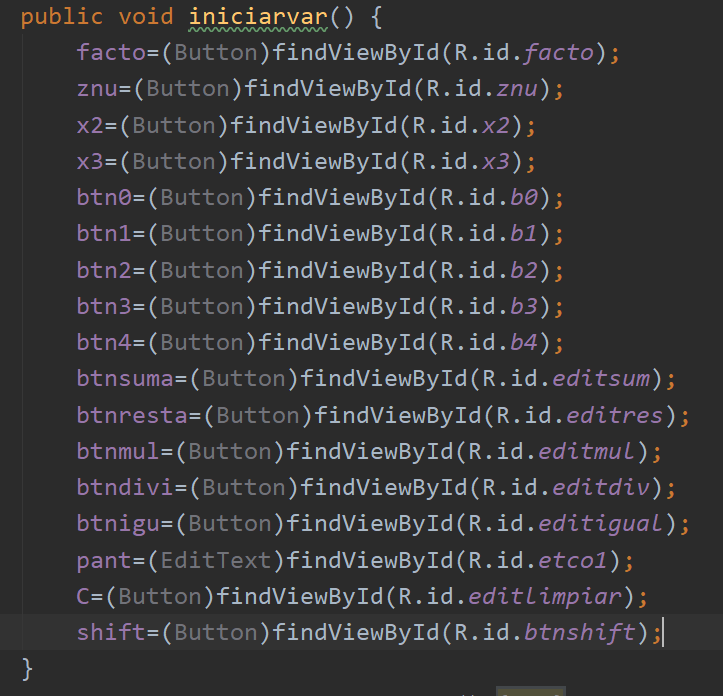 public void iniciarvar() {
facto=(Button)findViewById(R.id.facto);
znu=(Button)findViewById(R.id.znu);
x2=(Button)findViewById(R.id.x2);
x3=(Button)findViewById(R.id.x3);
btn0=(Button)findViewById(R.id.b0);
btn1=(Button)findViewById(R.id.b1);
btn2=(Button)findViewById(R.id.b2);
btn3=(Button)findViewById(R.id.b3);
btn4=(Button)findViewById(R.id.b4);
btnsuma=(Button)findViewById(R.id.editsum);
btnresta=(Button)findViewById(R.id.editres);
btnmul=(Button)findViewById(R.id.editmul);
btndivi=(Button)findViewById(R.id.editdiv);
btnigu=(Button)findViewById(R.id.editigual);
pant=(EditText)findViewById(R.id.etco1);
C=(Button)findViewById(R.id.editlimpiar);
shift=(Button)findViewById(R.id.btnshift);
}